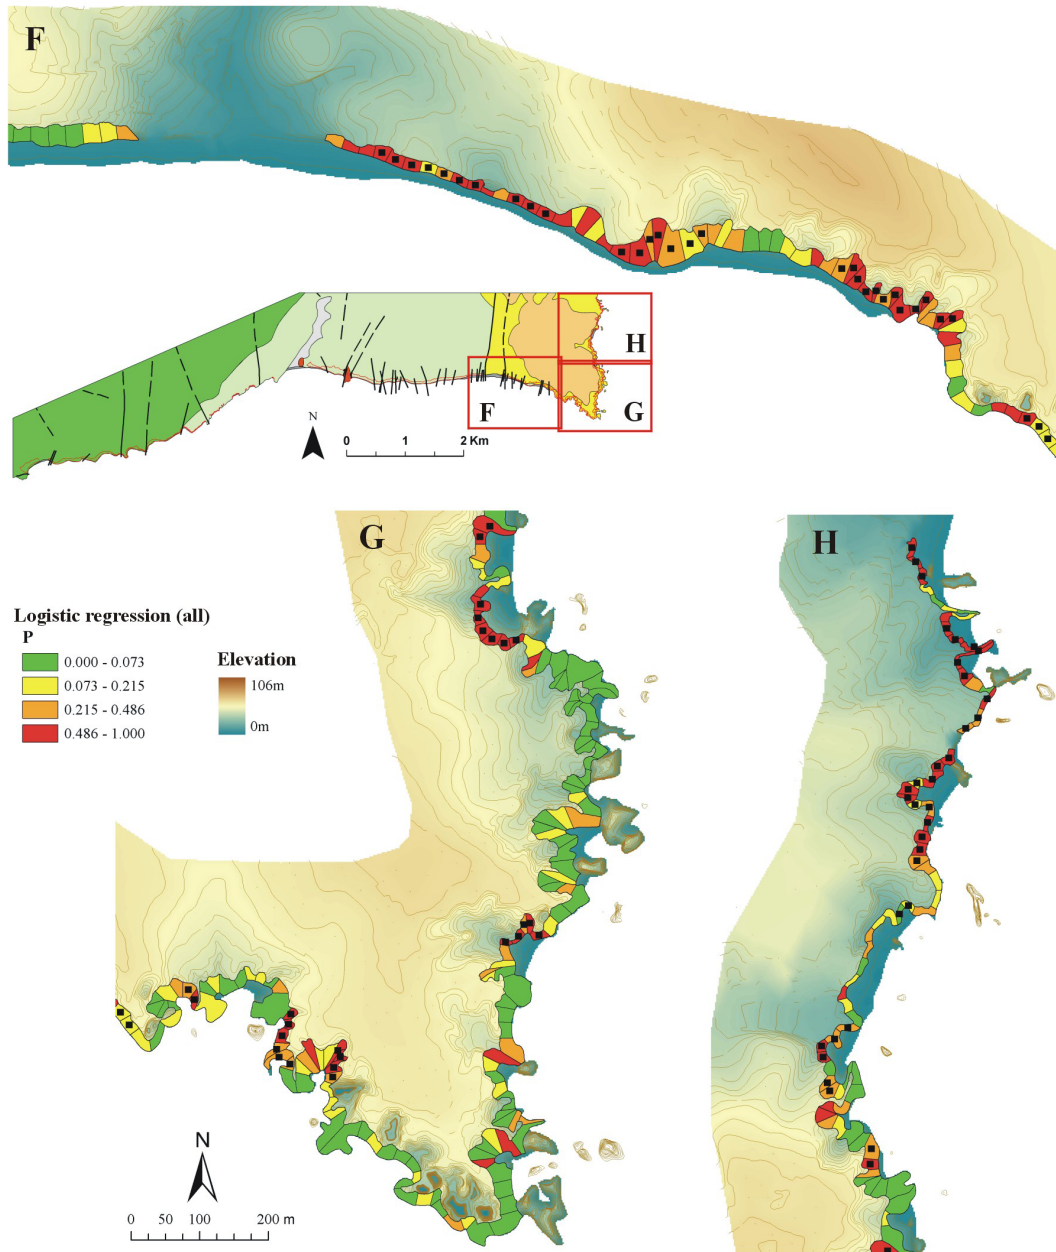 F
H
F
G
N
0 1 2 Km
G
H
Logistic regression (all)
P
0.000 - 0.073
0.073 - 0.215
0.215 - 0.486
0.486 - 1.000
Elevation
106m
0m
N
0 50 100 200 m